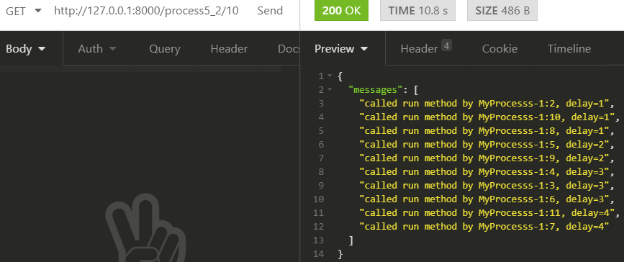 GET http://127.0.0.1:8000/process5_2/10 Send 200 OK TIME 10.8 s SIZE 486 B
Body Auth Query Header Docs Preview Header 4 Cookie Timeline
1 {
2 "messages": [
3 "called run method by MyProcesss-1:2, delay=1",
4 "called run method by MyProcesss-1:10, delay=1",
5 "called run method by MyProcesss-1:8, delay=1",
6 "called run method by MyProcesss-1:5, delay=2",
7 "called run method by MyProcesss-1:9, delay=2",
8 "called run method by MyProcesss-1:4, delay=3",
9 "called run method by MyProcesss-1:3, delay=3",
10 "called run method by MyProcesss-1:6, delay=3",
11 "called run method by MyProcesss-1:11, delay=4",
12 "called run method by MyProcesss-1:7, delay=4"
13 ]
14 }